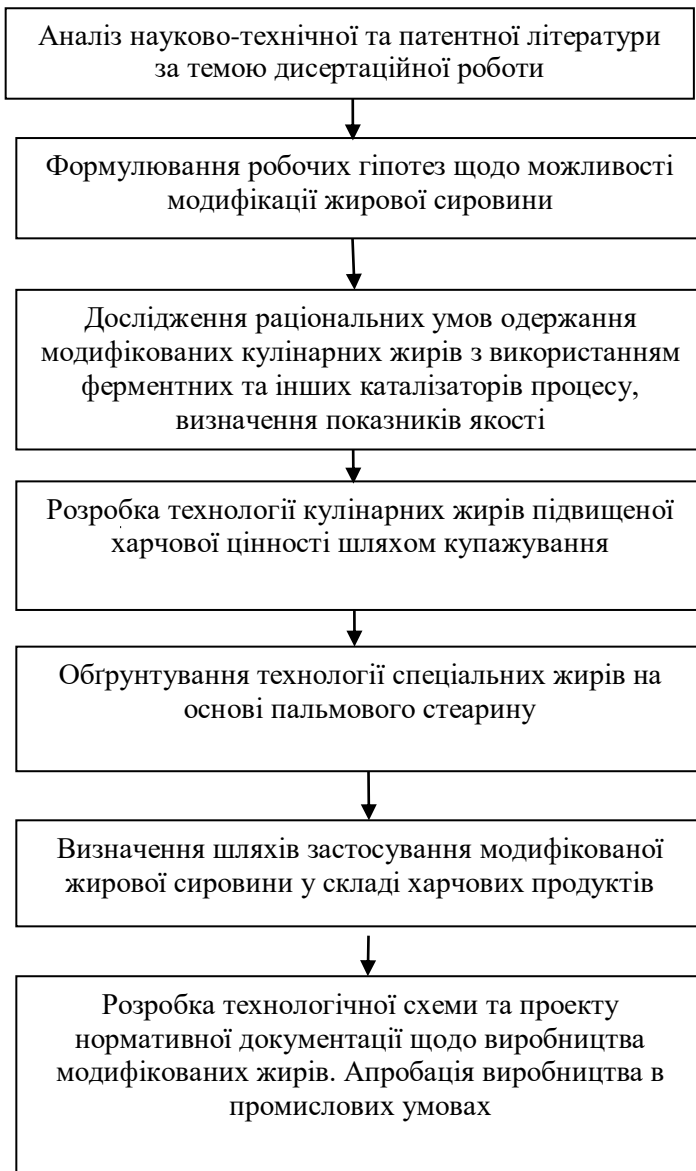 Аналіз науково-технічної та патентної літератури
за темою дисертаційної роботи
Формулювання робочих гіпотез щодо можливості
модифікації жирової сировини
Дослідження раціональних умов одержання
модифікованих кулінарних жирів з використанням
ферментних та інших каталізаторів процесу,
визначення показників якості
Розробка технології кулінарних жирів підвищеної
харчової цінності шляхом купажування
Обґрунтування технології спеціальних жирів на
основі пальмового стеарину
Визначення шляхів застосування модифікованої
жирової сировини у складі харчових продуктів
Розробка технологічної схеми та проекту
нормативної документації щодо виробництва
модифікованих жирів. Апробація виробництва в
промислових умовах